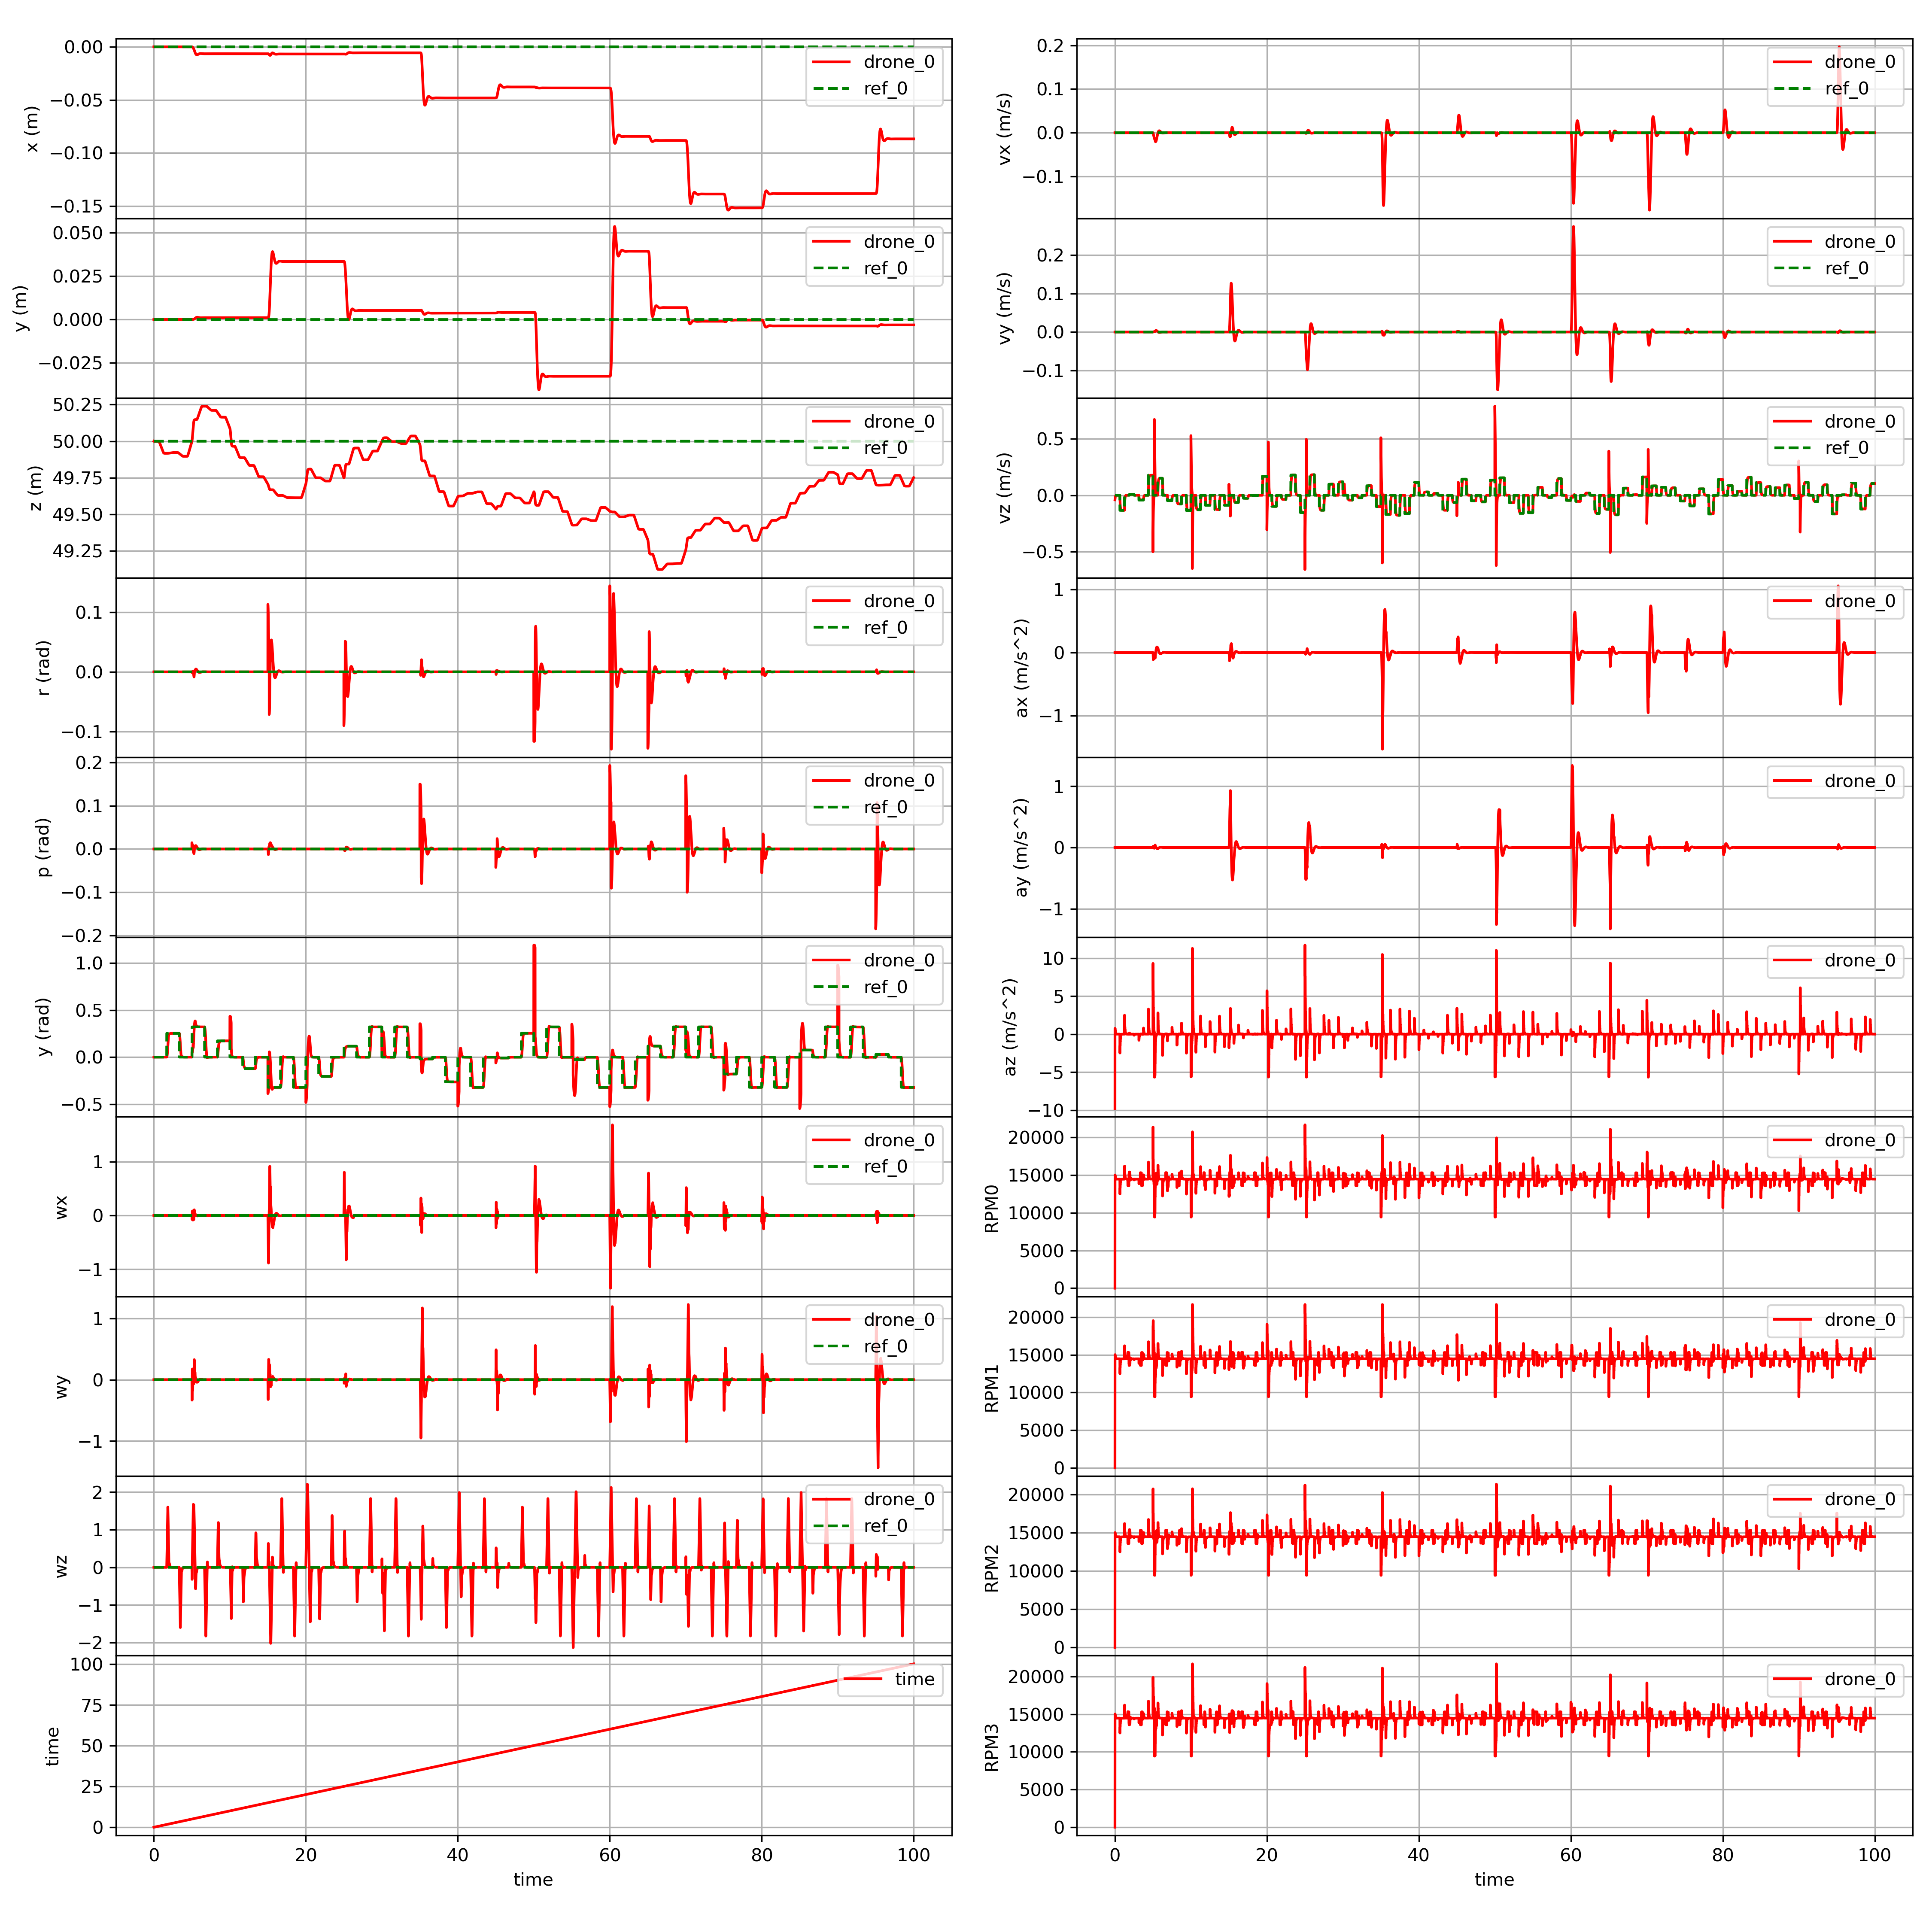 0.00
−0.05
−0.10
−0.15
x (m)
drone_0
ref_0
0.050
0.025
0.000
−0.025
y (m)
drone_0
ref_0
50.25
50.00
49.75
49.50
49.25
z (m)
drone_0
ref_0
0.1
0.0
−0.1
r (rad)
drone_0
ref_0
0.2
0.1
0.0
−0.1
−0.2
p (rad)
drone_0
ref_0
1.0
0.5
0.0
−0.5
y (rad)
drone_0
ref_0
1
0
−1
wx
drone_0
ref_0
1
0
−1
wy
drone_0
ref_0
2
1
0
−1
−2
wz
drone_0
ref_0
100
75
50
25
0
time
time
0 20 40 60 80 100
time
0.2
0.1
0.0
−0.1
vx (m/s)
drone_0
ref_0
0.2
0.1
0.0
−0.1
vy (m/s)
drone_0
ref_0
0.5
0.0
−0.5
vz (m/s)
drone_0
ref_0
1
0
−1
ax (m/s^2)
drone_0
1
0
−1
ay (m/s^2)
drone_0
10
5
0
−5
−10
az (m/s^2)
drone_0
20000
15000
10000
5000
0
RPM0
drone_0
20000
15000
10000
5000
0
RPM1
drone_0
20000
15000
10000
5000
0
RPM2
drone_0
20000
15000
10000
5000
0
RPM3
drone_0
0 20 40 60 80 100
time